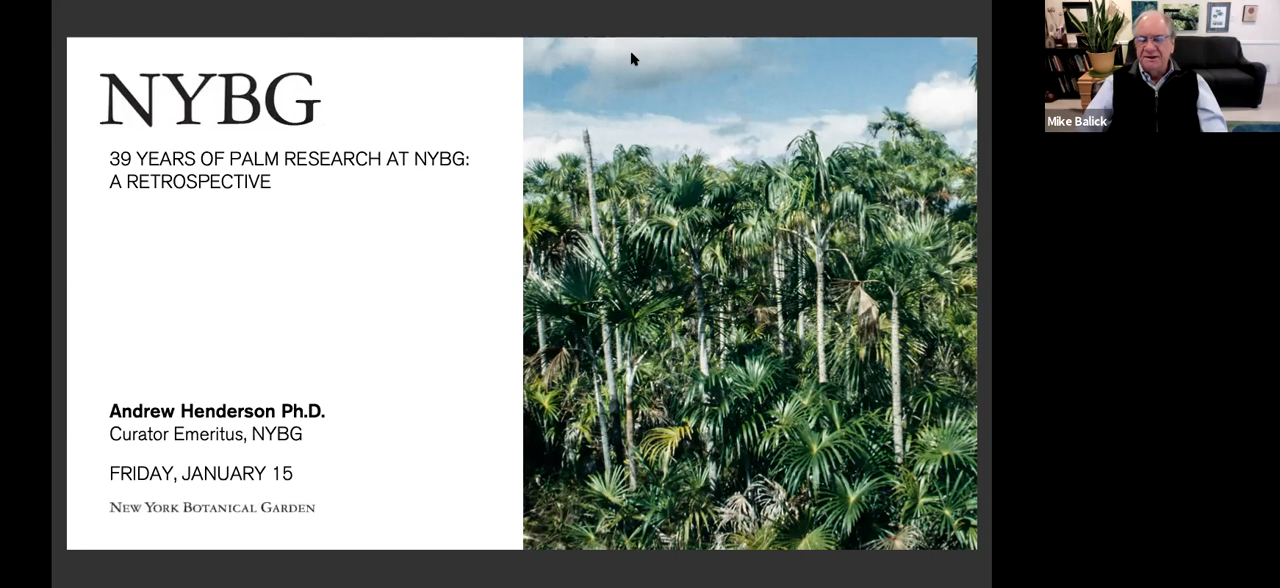 NYBG
39 YEARS OF PALM RESEARCH AT NYBG:
A RETROSPECTIVE
Andrew Henderson Ph.D.
Curator Emeritus, NYBG
FRIDAY, JANUARY 15
NEW YORK BOTANICAL GARDEN
Mike Balick